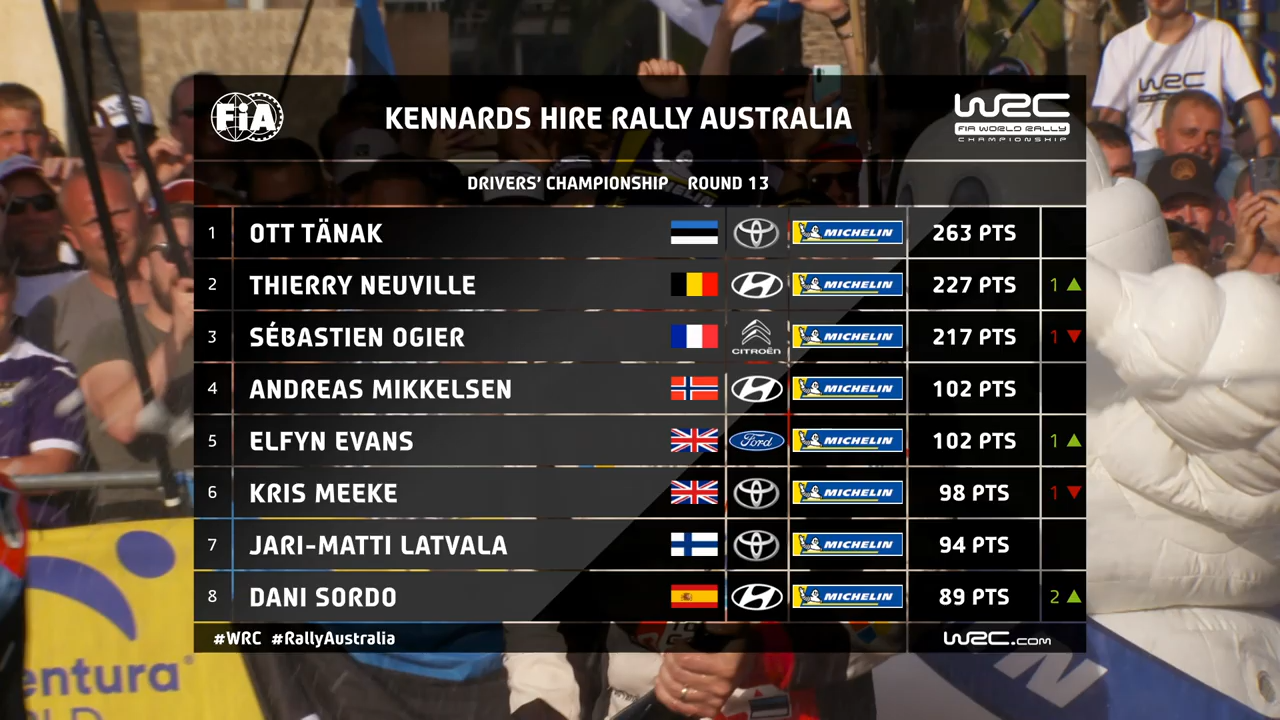 FIA
KENNARDS HIRE RALLY AUSTRALIA
WRC
FIA WORLD RALLY
CHAMPIONSHIP
DRIVERS' CHAMPIONSHIP ROUND 13
1 OTT TÄNAK MICHELIN 263 PTS
2 THIERRY NEUVILLE MICHELIN 227 PTS 1 ▲
3 SÉBASTIEN OGIER CITROËN MICHELIN 217 PTS 1 ▼
4 ANDREAS MIKKELSEN MICHELIN 102 PTS
5 ELFYN EVANS Ford MICHELIN 102 PTS 1 ▲
6 KRIS MEEKE MICHELIN 98 PTS 1 ▼
7 JARI-MATTI LATVALA MICHELIN 94 PTS
8 DANI SORDO MICHELIN 89 PTS 2 ▲
#WRC #RallyAustralia WRC.COM
WRC
entura
N